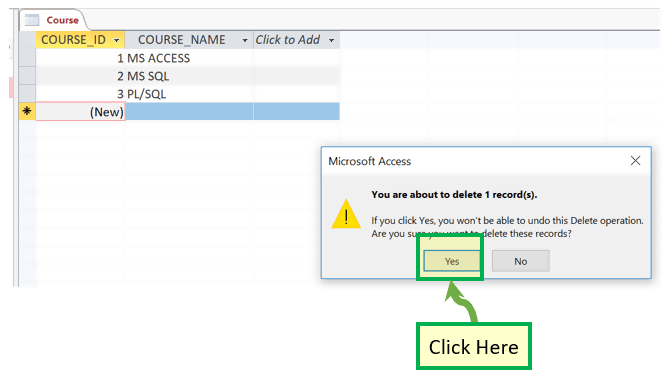 Course
COURSE_ID COURSE_NAME Click to Add
1 MS ACCESS
2 MS SQL
3 PL/SQL
(New)
Microsoft Access
You are about to delete 1 record(s).
If you click Yes, you won't be able to undo this Delete operation.
Are you sure you want to delete these records?
Yes No
Click Here